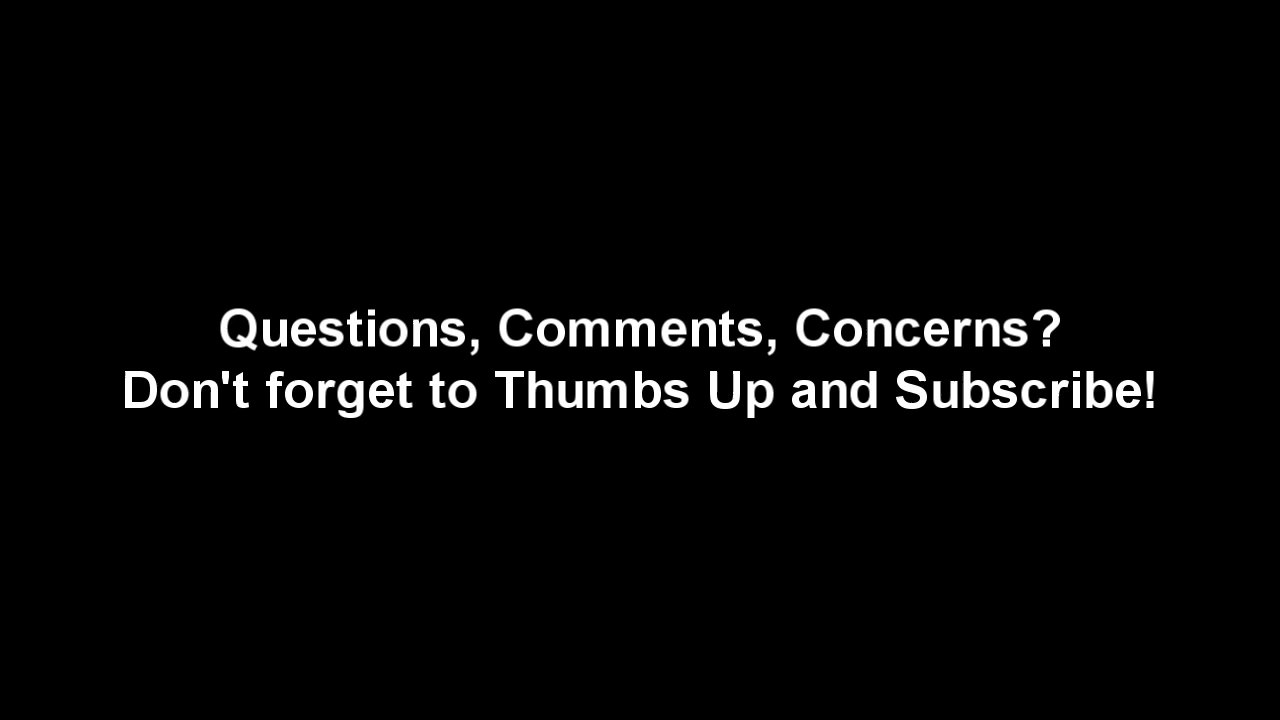 Questions, Comments, Concerns?
Don't forget to Thumbs Up and Subscribe!